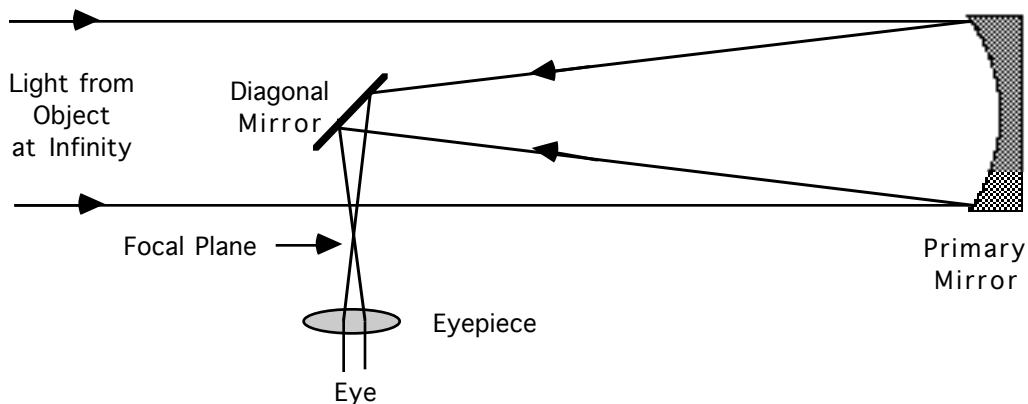 Light from
Object
at Infinity
Diagonal
Mirror
Focal Plane
Primary
Mirror
Eyepiece
Eye